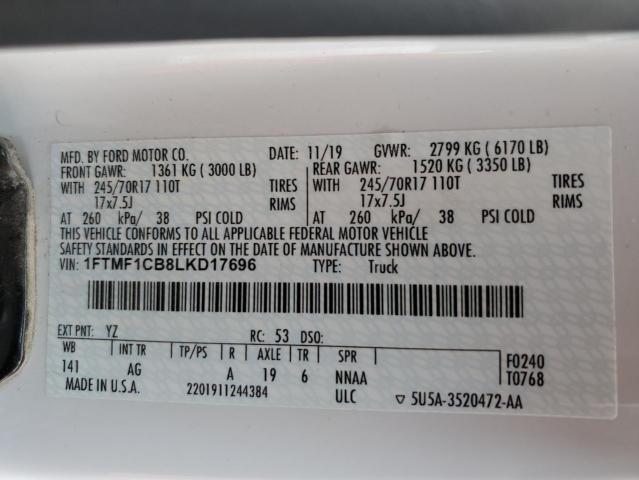 MFD. BY FORD MOTOR CO. DATE: 11/19 GVWR: 2799 KG ( 6170 LB)
FRONT GAWR: 1361 KG ( 3000 LB) REAR GAWR: 1520 KG ( 3350 LB)
WITH 245/70R17 110T TIRES WITH 245/70R17 110T TIRES
17x7.5J RIMS 17x7.5J RIMS
AT 260 kPa/ 38 PSI COLD AT 260 kPa/ 38 PSI COLD
THIS VEHICLE CONFORMS TO ALL APPLICABLE FEDERAL MOTOR VEHICLE
SAFETY STANDARDS IN EFFECT ON THE DATE OF MANUFACTURE SHOWN ABOVE.
VIN: 1FTMF1CB8LKD17696 TYPE: Truck
EXT PNT: YZ RC: 53 DSO:
WB INT TR TP/PS R AXLE TR SPR F0240
141 AG A 19 6 NNAA T0768
MADE IN U.S.A. 2201911244384 ULC ▽ 5U5A-3520472-AA